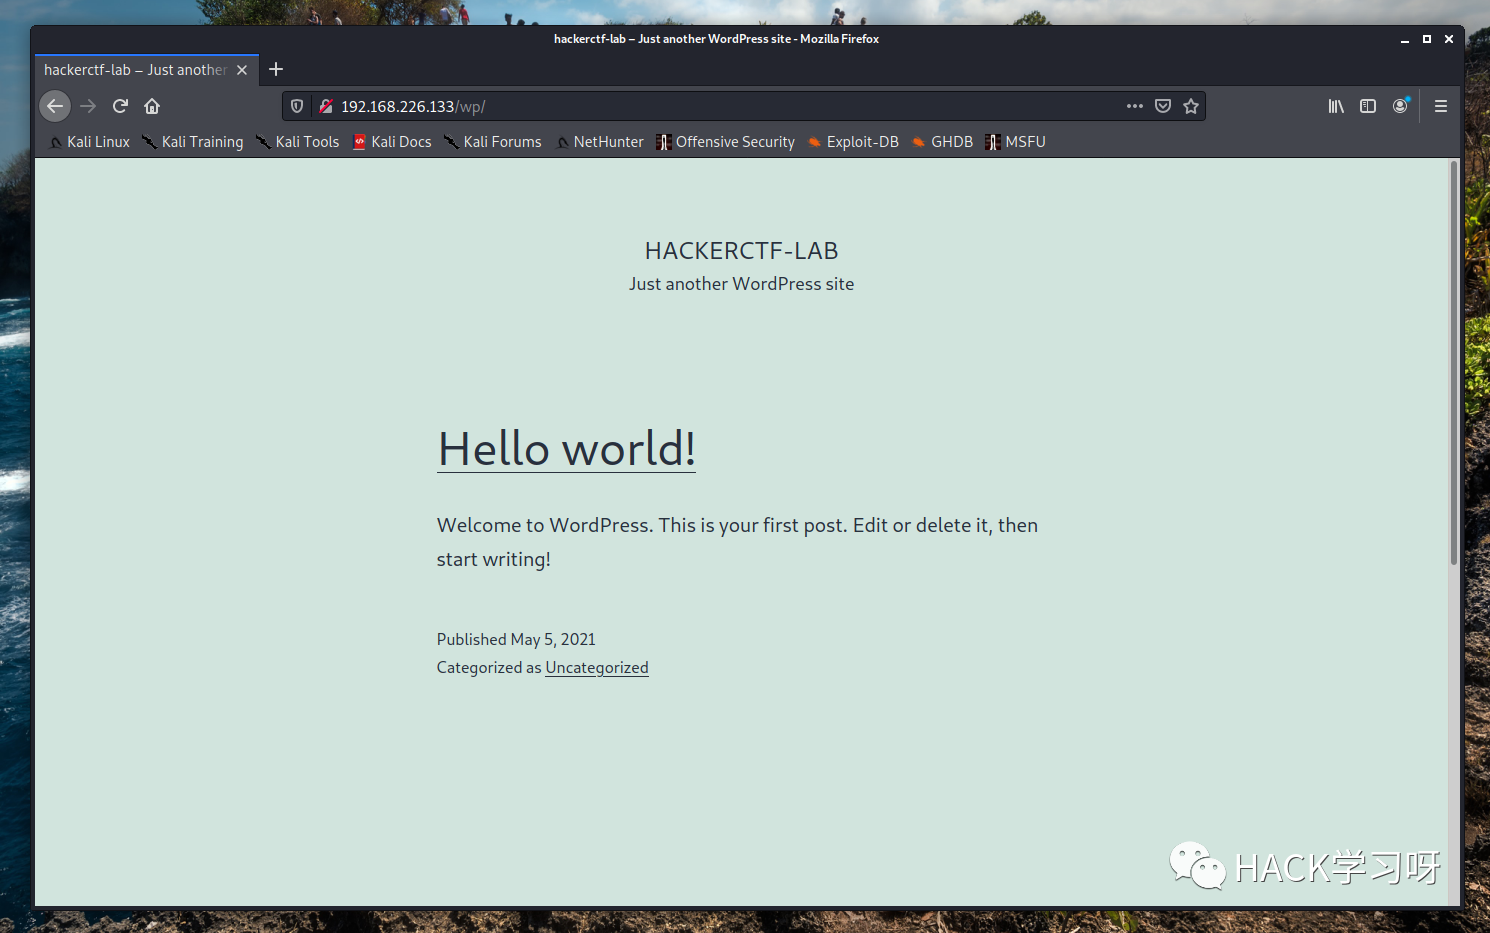 hackerctf-lab – Just another WordPress site - Mozilla Firefox
hackerctf-lab – Just another
192.168.226.133/wp/
Kali Linux Kali Training Kali Tools Kali Docs Kali Forums NetHunter Offensive Security Exploit-DB GHDB MSFU
HACKERCTF-LAB
Just another WordPress site
Hello world!
Welcome to WordPress. This is your first post. Edit or delete it, then
start writing!
Published May 5, 2021
Categorized as Uncategorized
HACK学习呀